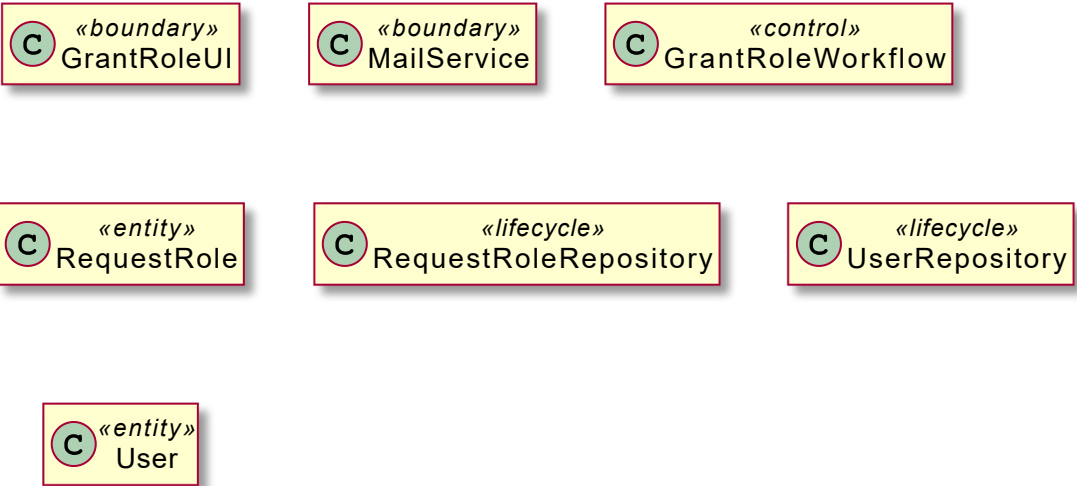 «boundary»
C GrantRoleUI
«boundary»
C MailService
«control»
C GrantRoleWorkflow
«entity»
C RequestRole
«lifecycle»
C RequestRoleRepository
«lifecycle»
C UserRepository
«entity»
C User